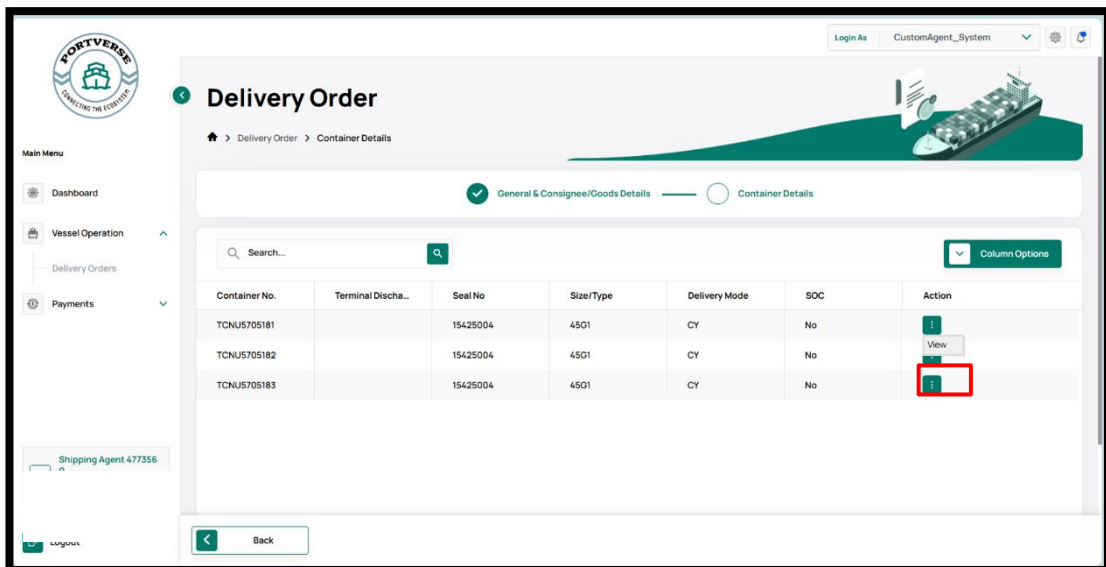 PORTVERSE
CONNECTING THE ECOSYSTEM
Login As CustomAgent_System
Delivery Order
> Delivery Order > Container Details
Main Menu
Dashboard
Vessel Operation
Delivery Orders
Payments
General & Consignee/Goods Details
Container Details
Search...
Column Options
Container No. Terminal Discha... Seal No Size/Type Delivery Mode SOC Action
TCNU5705181 15425004 45G1 CY No
View
TCNU5705182 15425004 45G1 CY No
TCNU5705183 15425004 45G1 CY No
Shipping Agent 477356
Logout
Back